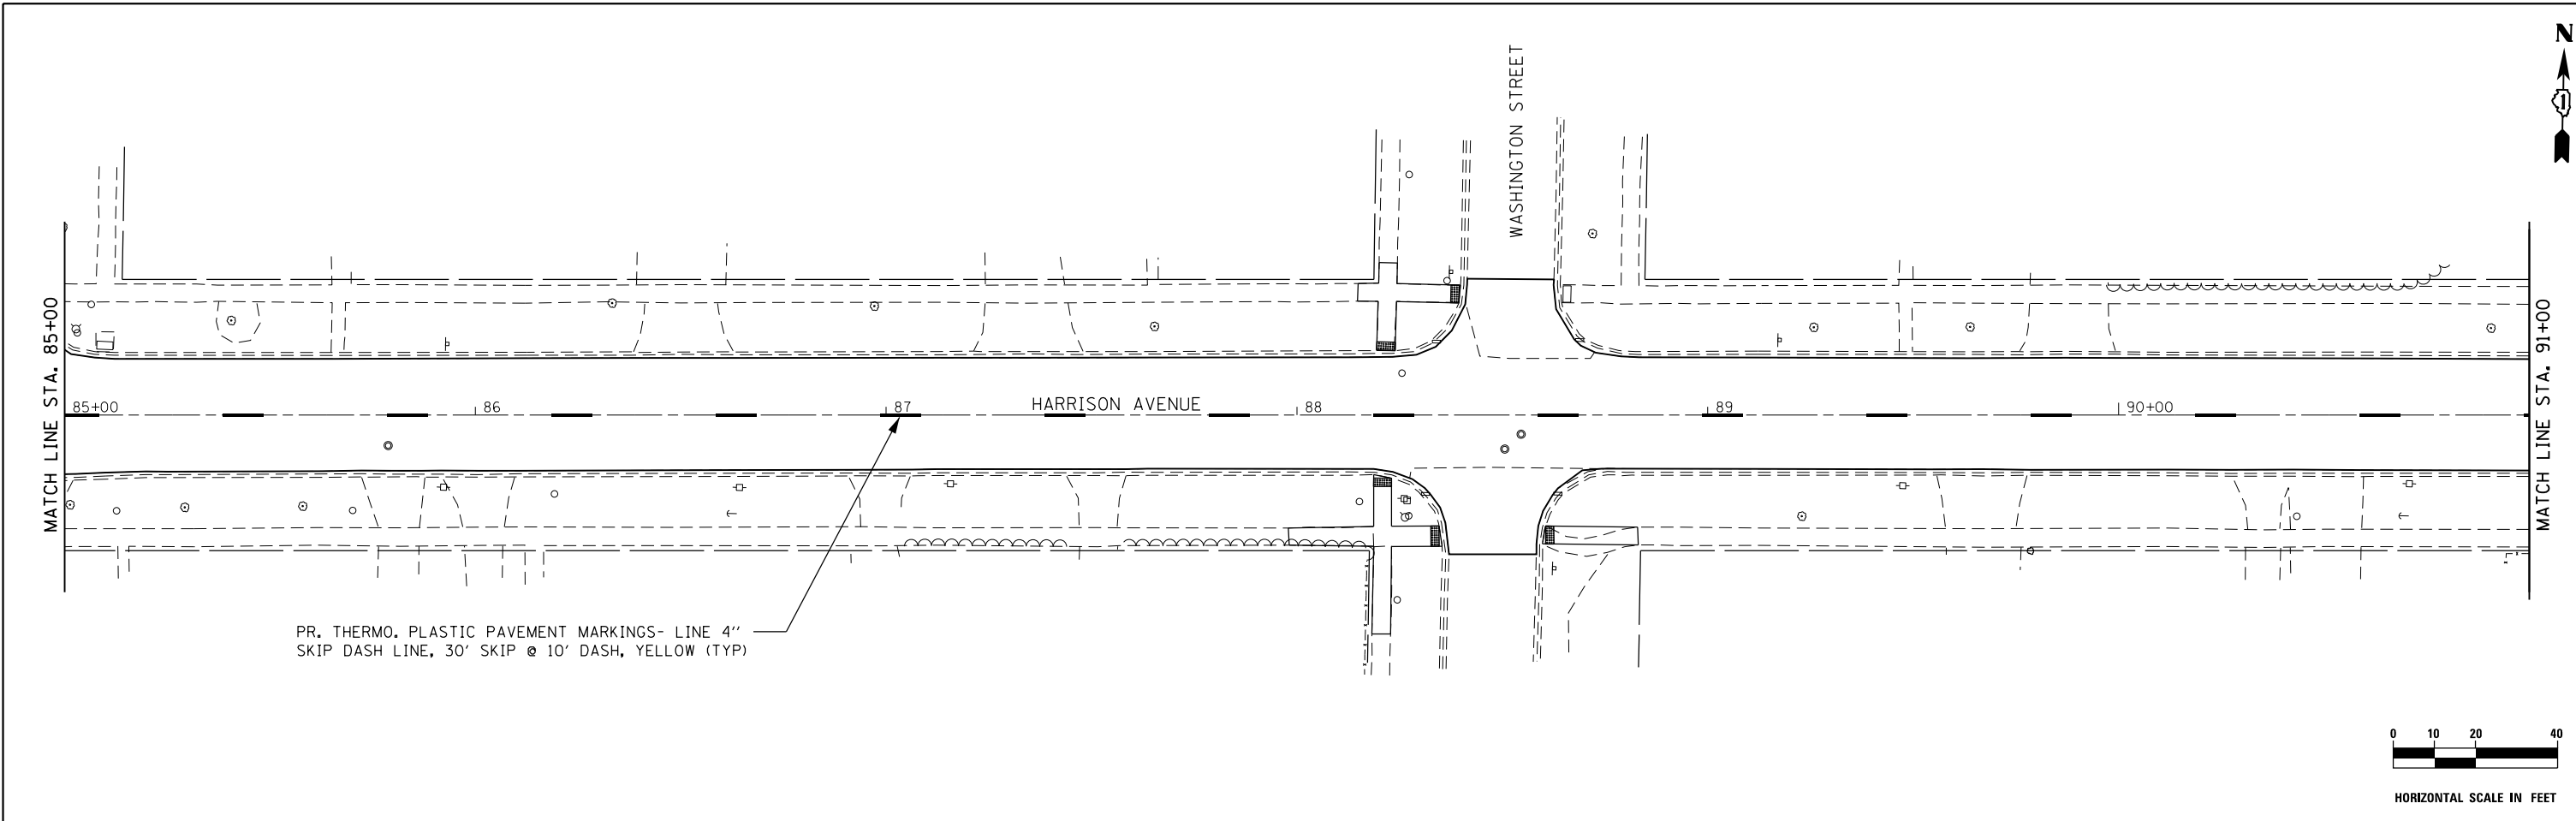 N
1
WASHINGTON STREET
MATCH LINE STA. 85+00
MATCH LINE STA. 91+00
85+00
86
87
HARRISON AVENUE
88
89
90+00
PR. THERMO. PLASTIC PAVEMENT MARKINGS- LINE 4''
SKIP DASH LINE, 30' SKIP @ 10' DASH, YELLOW (TYP)
0 10 20 40
HORIZONTAL SCALE IN FEET